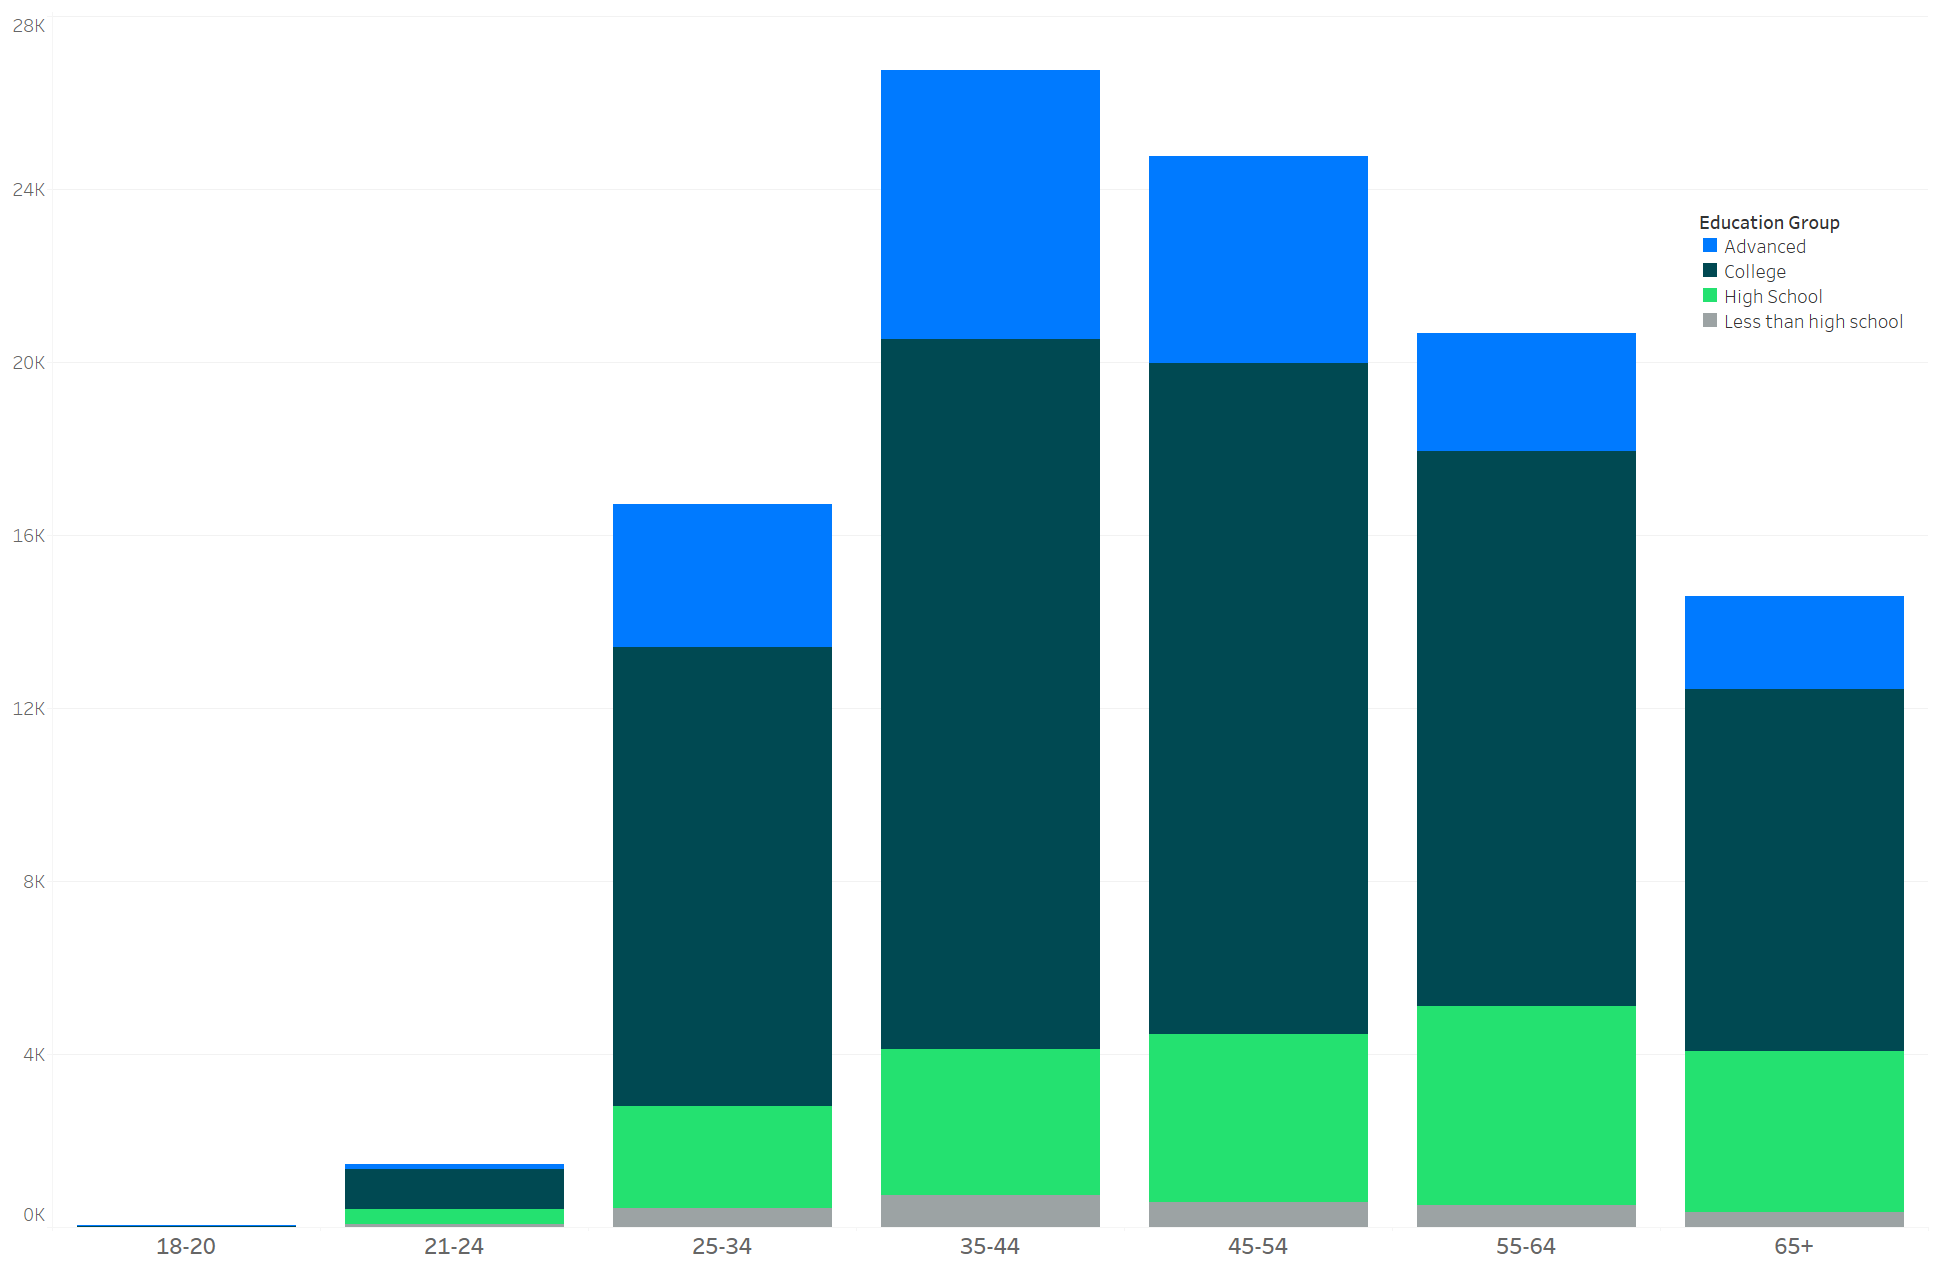 28K
24K
20K
16K
12K
8K
4K
0K
Education Group
Advanced
College
High School
Less than high school
18-20
21-24
25-34
35-44
45-54
55-64
65+